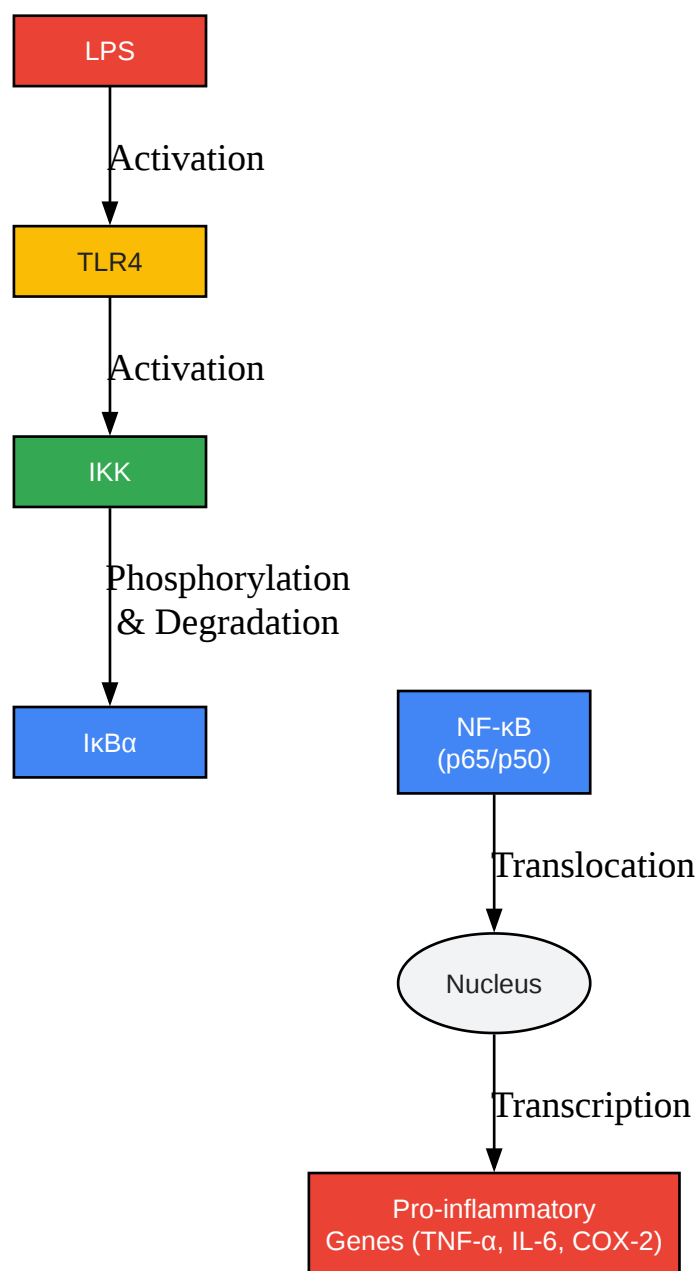 LPS
Activation
TLR4
Activation
IKK
Phosphorylation
& Degradation
IκBα
NF-κB
(p65/p50)
Translocation
Nucleus
Transcription
Pro-inflammatory
Genes (TNF-α, IL-6, COX-2)